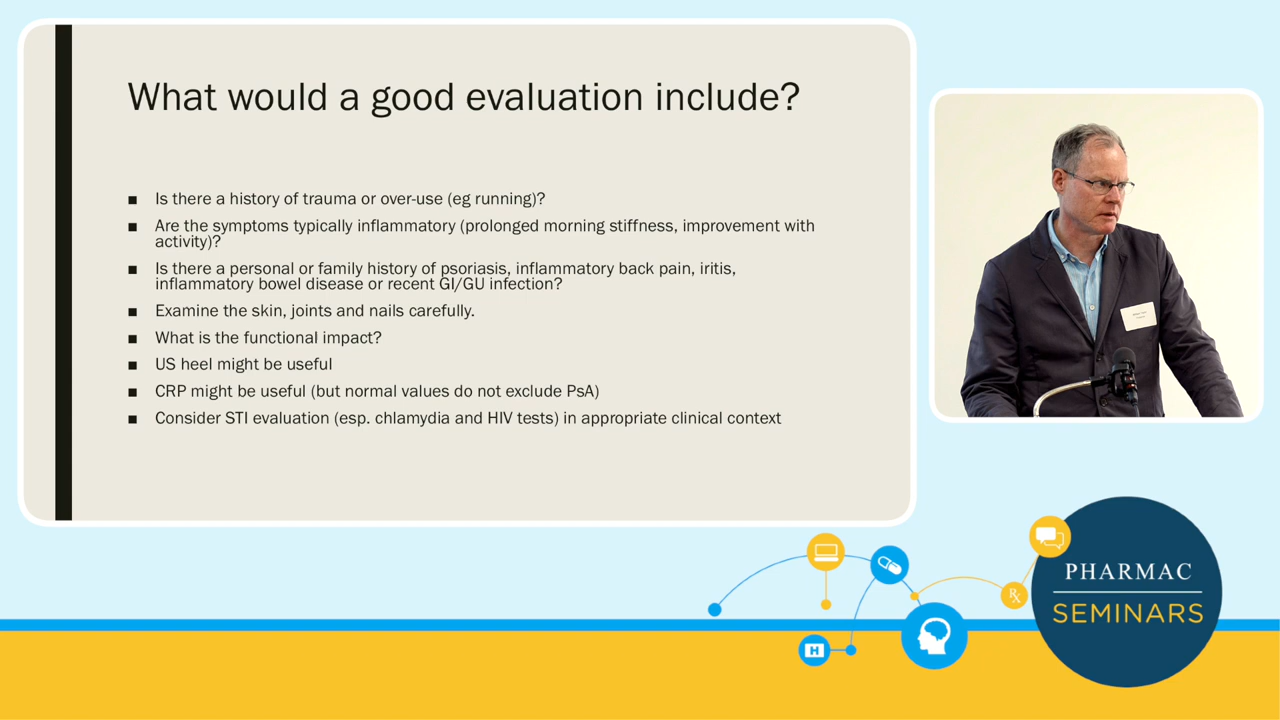 What would a good evaluation include?
■ Is there a history of trauma or over-use (eg running)?
■ Are the symptoms typically inflammatory (prolonged morning stiffness, improvement with
activity)?
■ Is there a personal or family history of psoriasis, inflammatory back pain, iritis,
inflammatory bowel disease or recent GI/GU infection?
■ Examine the skin, joints and nails carefully.
■ What is the functional impact?
■ US heel might be useful
■ CRP might be useful (but normal values do not exclude PsA)
■ Consider STI evaluation (esp. chlamydia and HIV tests) in appropriate clinical context
Rx
PHARMAC
SEMINARS
H